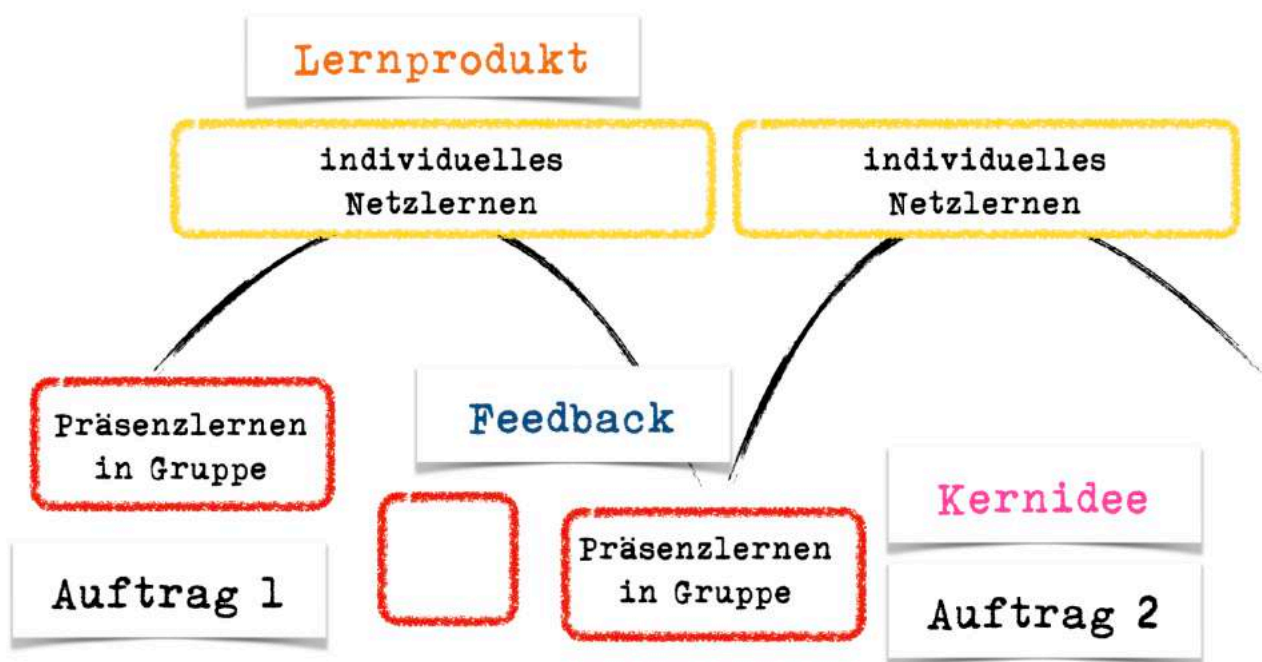 Lernprodukt
individuelles
Netzlernen
individuelles
Netzlernen
Präsenzlernen
in Gruppe
Feedback
Kernidee
Präsenzlernen
in Gruppe
Auftrag 1
Auftrag 2